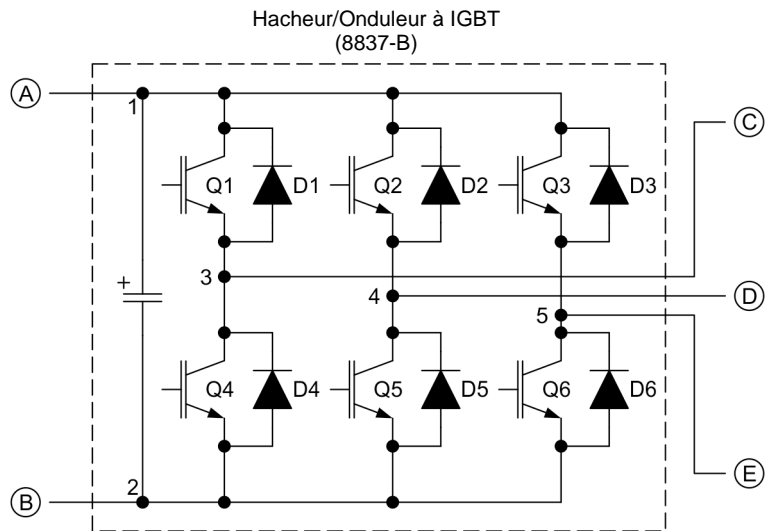 Hacheur/Onduleur à IGBT
(8837-B)
A
1
C
Q1 D1 Q2 D2 Q3 D3
3
+
4
D
5
Q4 D4 Q5 D5 Q6 D6
E
2
B